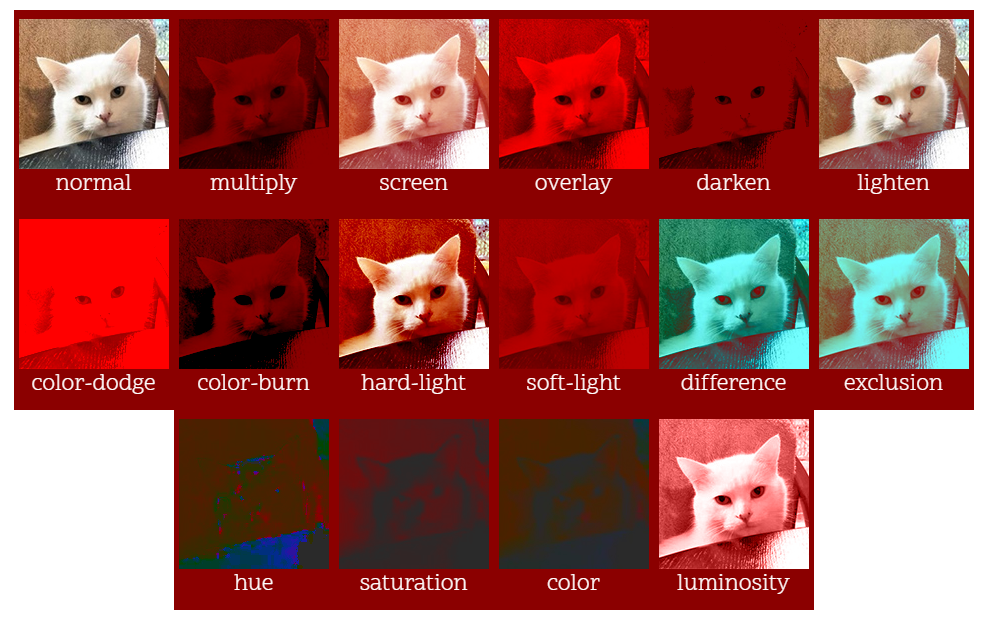 normal multiply screen overlay darken lighten
color-dodge color-burn hard-light soft-light difference exclusion
hue saturation color luminosity